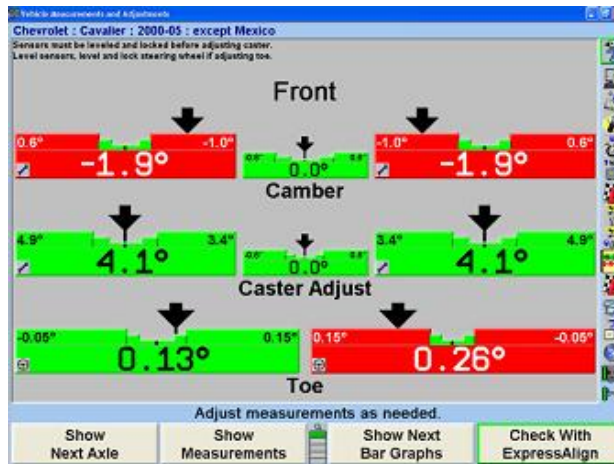 Vehicle Measurements and Adjustments
Chevrolet : Cavalier : 2000-05 : except Mexico
Sensors must be leveled and locked before adjusting caster.
Level sensors, level and lock steering wheel if adjusting toe.
Front
0.6° -1.0° -1.0° 0.6°
-1.9° 0.0° -1.9°
Camber
4.9° 3.4° 3.4° 4.9°
4.1° 0.0° 4.1°
Caster Adjust
-0.05° 0.15° 0.15° -0.05°
0.13° 0.26°
Toe
Adjust measurements as needed.
Show Next Axle
Show Measurements
Show Next Bar Graphs
Check With ExpressAlign